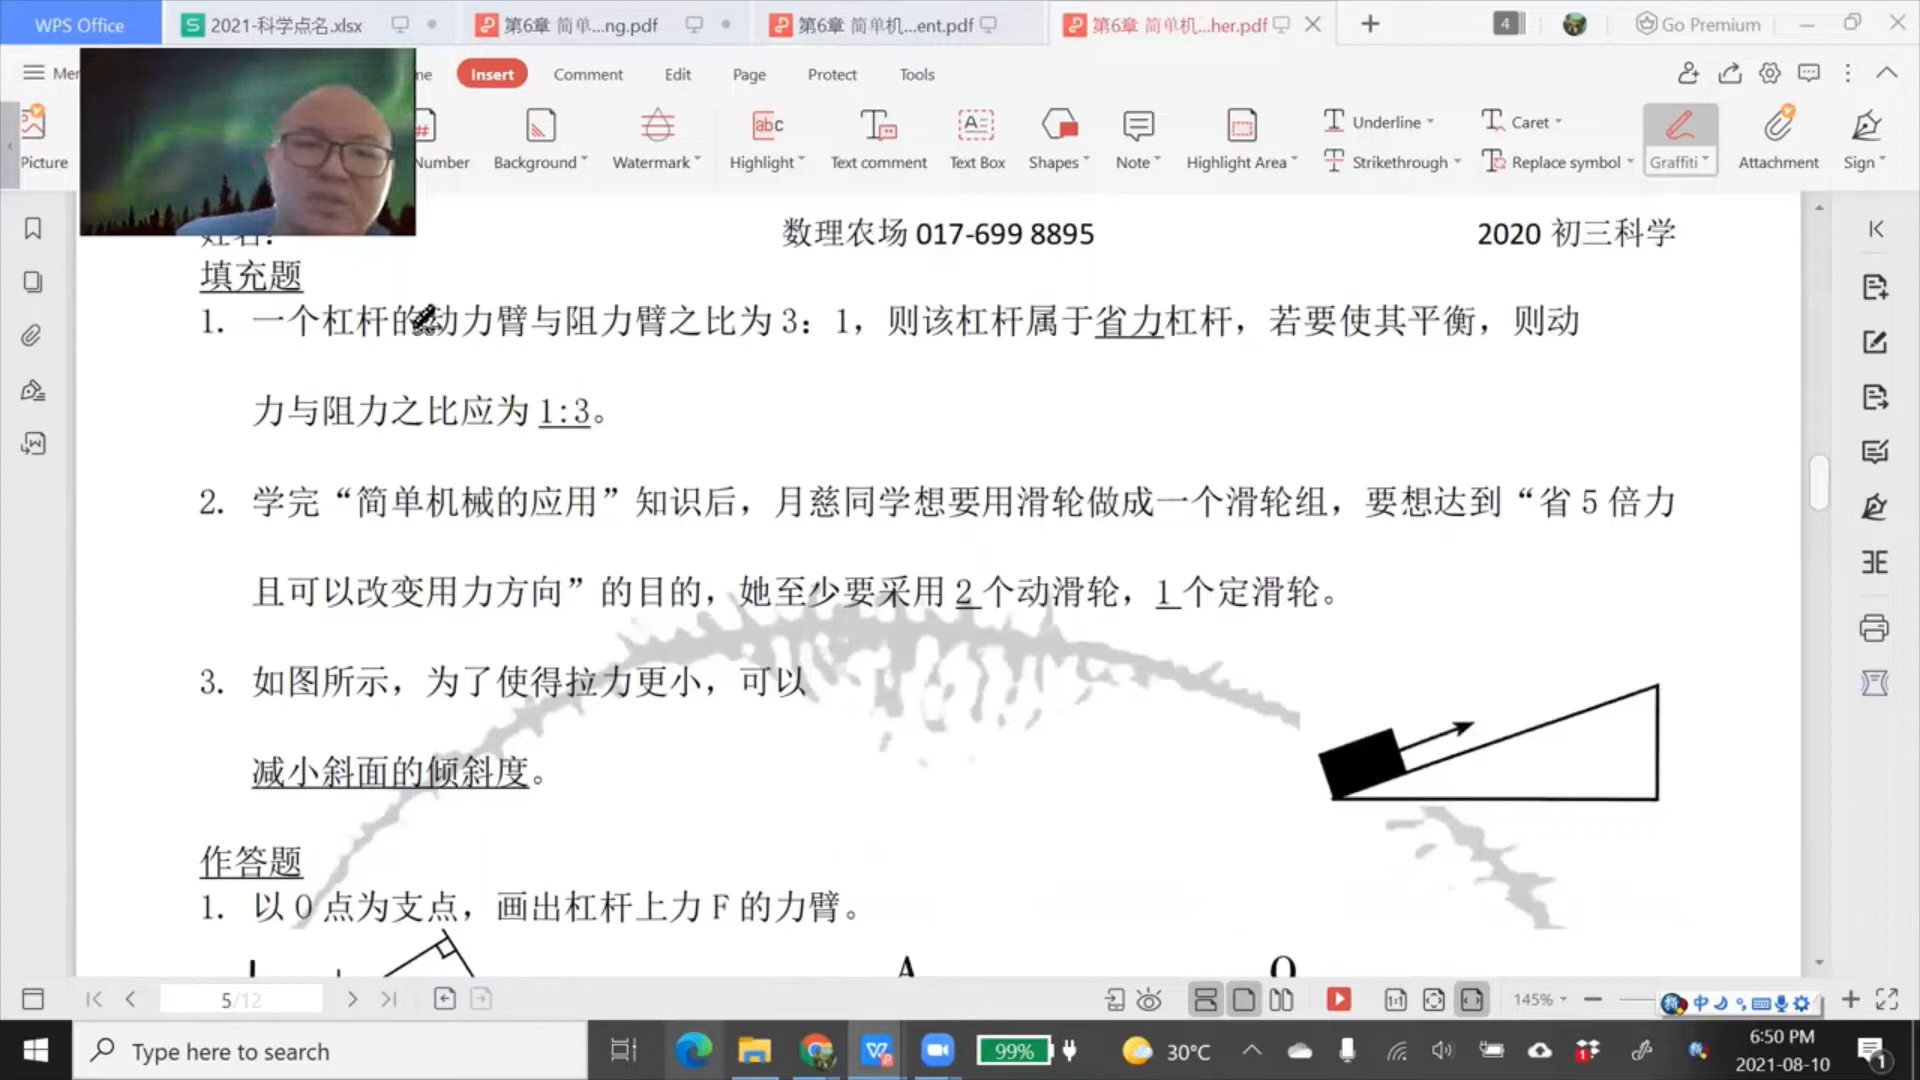 WPS Office
2021-科学点名.xlsx
第6章 简单...ng.pdf
第6章 简单机...ent.pdf
第6章 简单机...her.pdf
4
Go Premium
Insert
Comment
Edit
Page
Protect
Tools
Picture
Number
Background
Watermark
Highlight
Text comment
Text Box
Shapes
Note
Highlight Area
Underline
Strikethrough
Caret
Replace symbol
Graffiti
Attachment
Sign
数理农场 017-699 8895
2020 初三科学
填充题
1. 一个杠杆的动力臂与阻力臂之比为 3：1，则该杠杆属于省力杠杆，若要使其平衡，则动
力与阻力之比应为 1:3。
2. 学完“简单机械的应用”知识后，月慈同学想要用滑轮做成一个滑轮组，要想达到“省 5 倍力
且可以改变用力方向”的目的，她至少要采用 2 个动滑轮，1 个定滑轮。
3. 如图所示，为了使得拉力更小，可以
减小斜面的倾斜度。
作答题
1. 以 O 点为支点，画出杠杆上力 F 的力臂。
A
O
5/12
145%
中
Type here to search
99%
30°C
6:50 PM
2021-08-10
1